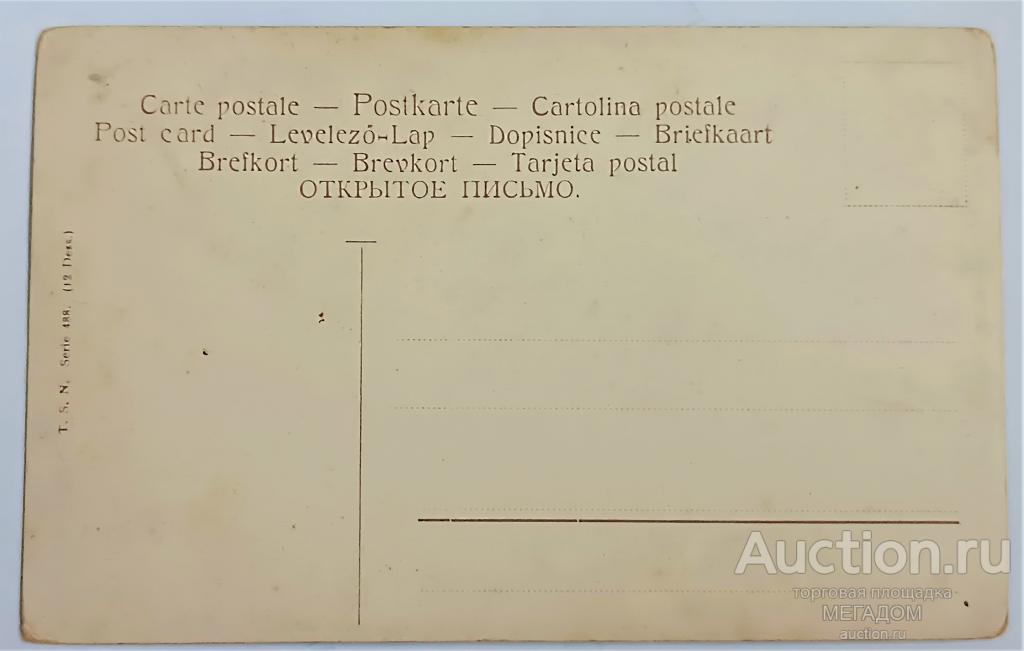 Carte postale — Postkarte — Cartolina postale
Post card — Levelező-Lap — Dopisnice — Briefkaart
Brefkort — Brevkort — Tarjeta postal
ОТКРЫТОЕ ПИСЬМО.
T. S. N. Serie 488. (12 Dess.)
Auction.ru
торговая площадка
МЕГАДОМ
auction.ru